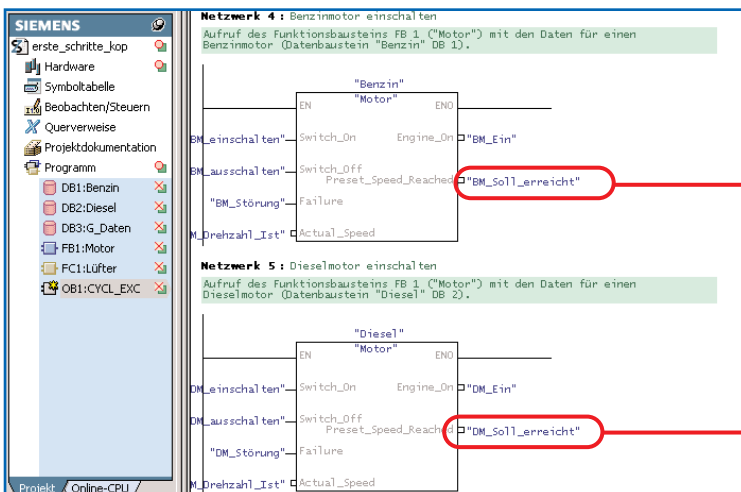 SIEMENS
erste_schritte_kop
Hardware
Symboltabelle
Beobachten/Steuern
Querverweise
Projektdokumentation
Programm
DB1:Benzin
DB2:Diesel
DB3:G_Daten
FB1:Motor
FC1:Lüfter
OB1:CYCL_EXC
Projekt Online-CPU
Netzwerk 4: Benzinmotor einschalten
Aufruf des Funktionsbausteins FB 1 ("Motor") mit den Daten für einen
Benzinmotor (Datenbaustein "Benzin" DB 1).
"Benzin"
"Motor"
EN ENO
BM_einschalten" Switch_On Engine_On "BM_Ein"
BM_ausschalten" Switch_Off
Preset_Speed_Reached "BM_Soll_erreicht"
"BM_Störung" Failure
M_Drehzahl_Ist" Actual_Speed
Netzwerk 5: Dieselmotor einschalten
Aufruf des Funktionsbausteins FB 1 ("Motor") mit den Daten für einen
Dieselmotor (Datenbaustein "Diesel" DB 2).
"Diesel"
"Motor"
EN ENO
DM_einschalten" Switch_On Engine_On "DM_Ein"
DM_ausschalten" Switch_Off
Preset_Speed_Reached "DM_Soll_erreicht"
"DM_Störung" Failure
M_Drehzahl_Ist" Actual_Speed